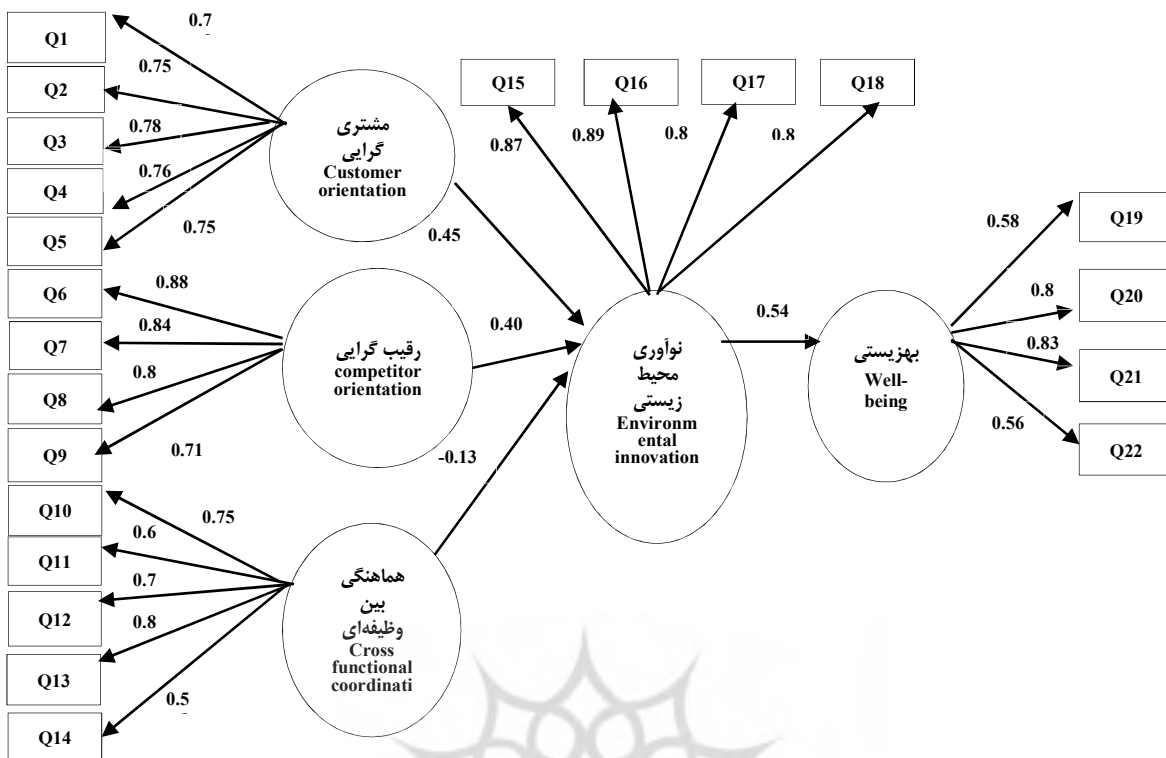 Q1
Q2
Q3
Q4
Q5
Q6
Q7
Q8
Q9
Q10
Q11
Q12
Q13
Q14
0.7
0.75
0.78
0.76
0.75
0.88
0.84
0.8
0.71
0.75
0.6
0.7
0.8
0.5
مشتری
گرایی
Customer
orientation
رقیب گرایی
competitor
orientation
هماهنگی
بین
وظیفه‌ای
Cross
functional
coordinati
0.45
0.40
-0.13
Q15
Q16
Q17
Q18
0.87
0.89
0.8
0.8
نوآوری
محیط
زیستی
Environm
ental
innovation
0.54
بهزیستی
Well-
being
0.58
0.8
0.83
0.56
Q19
Q20
Q21
Q22